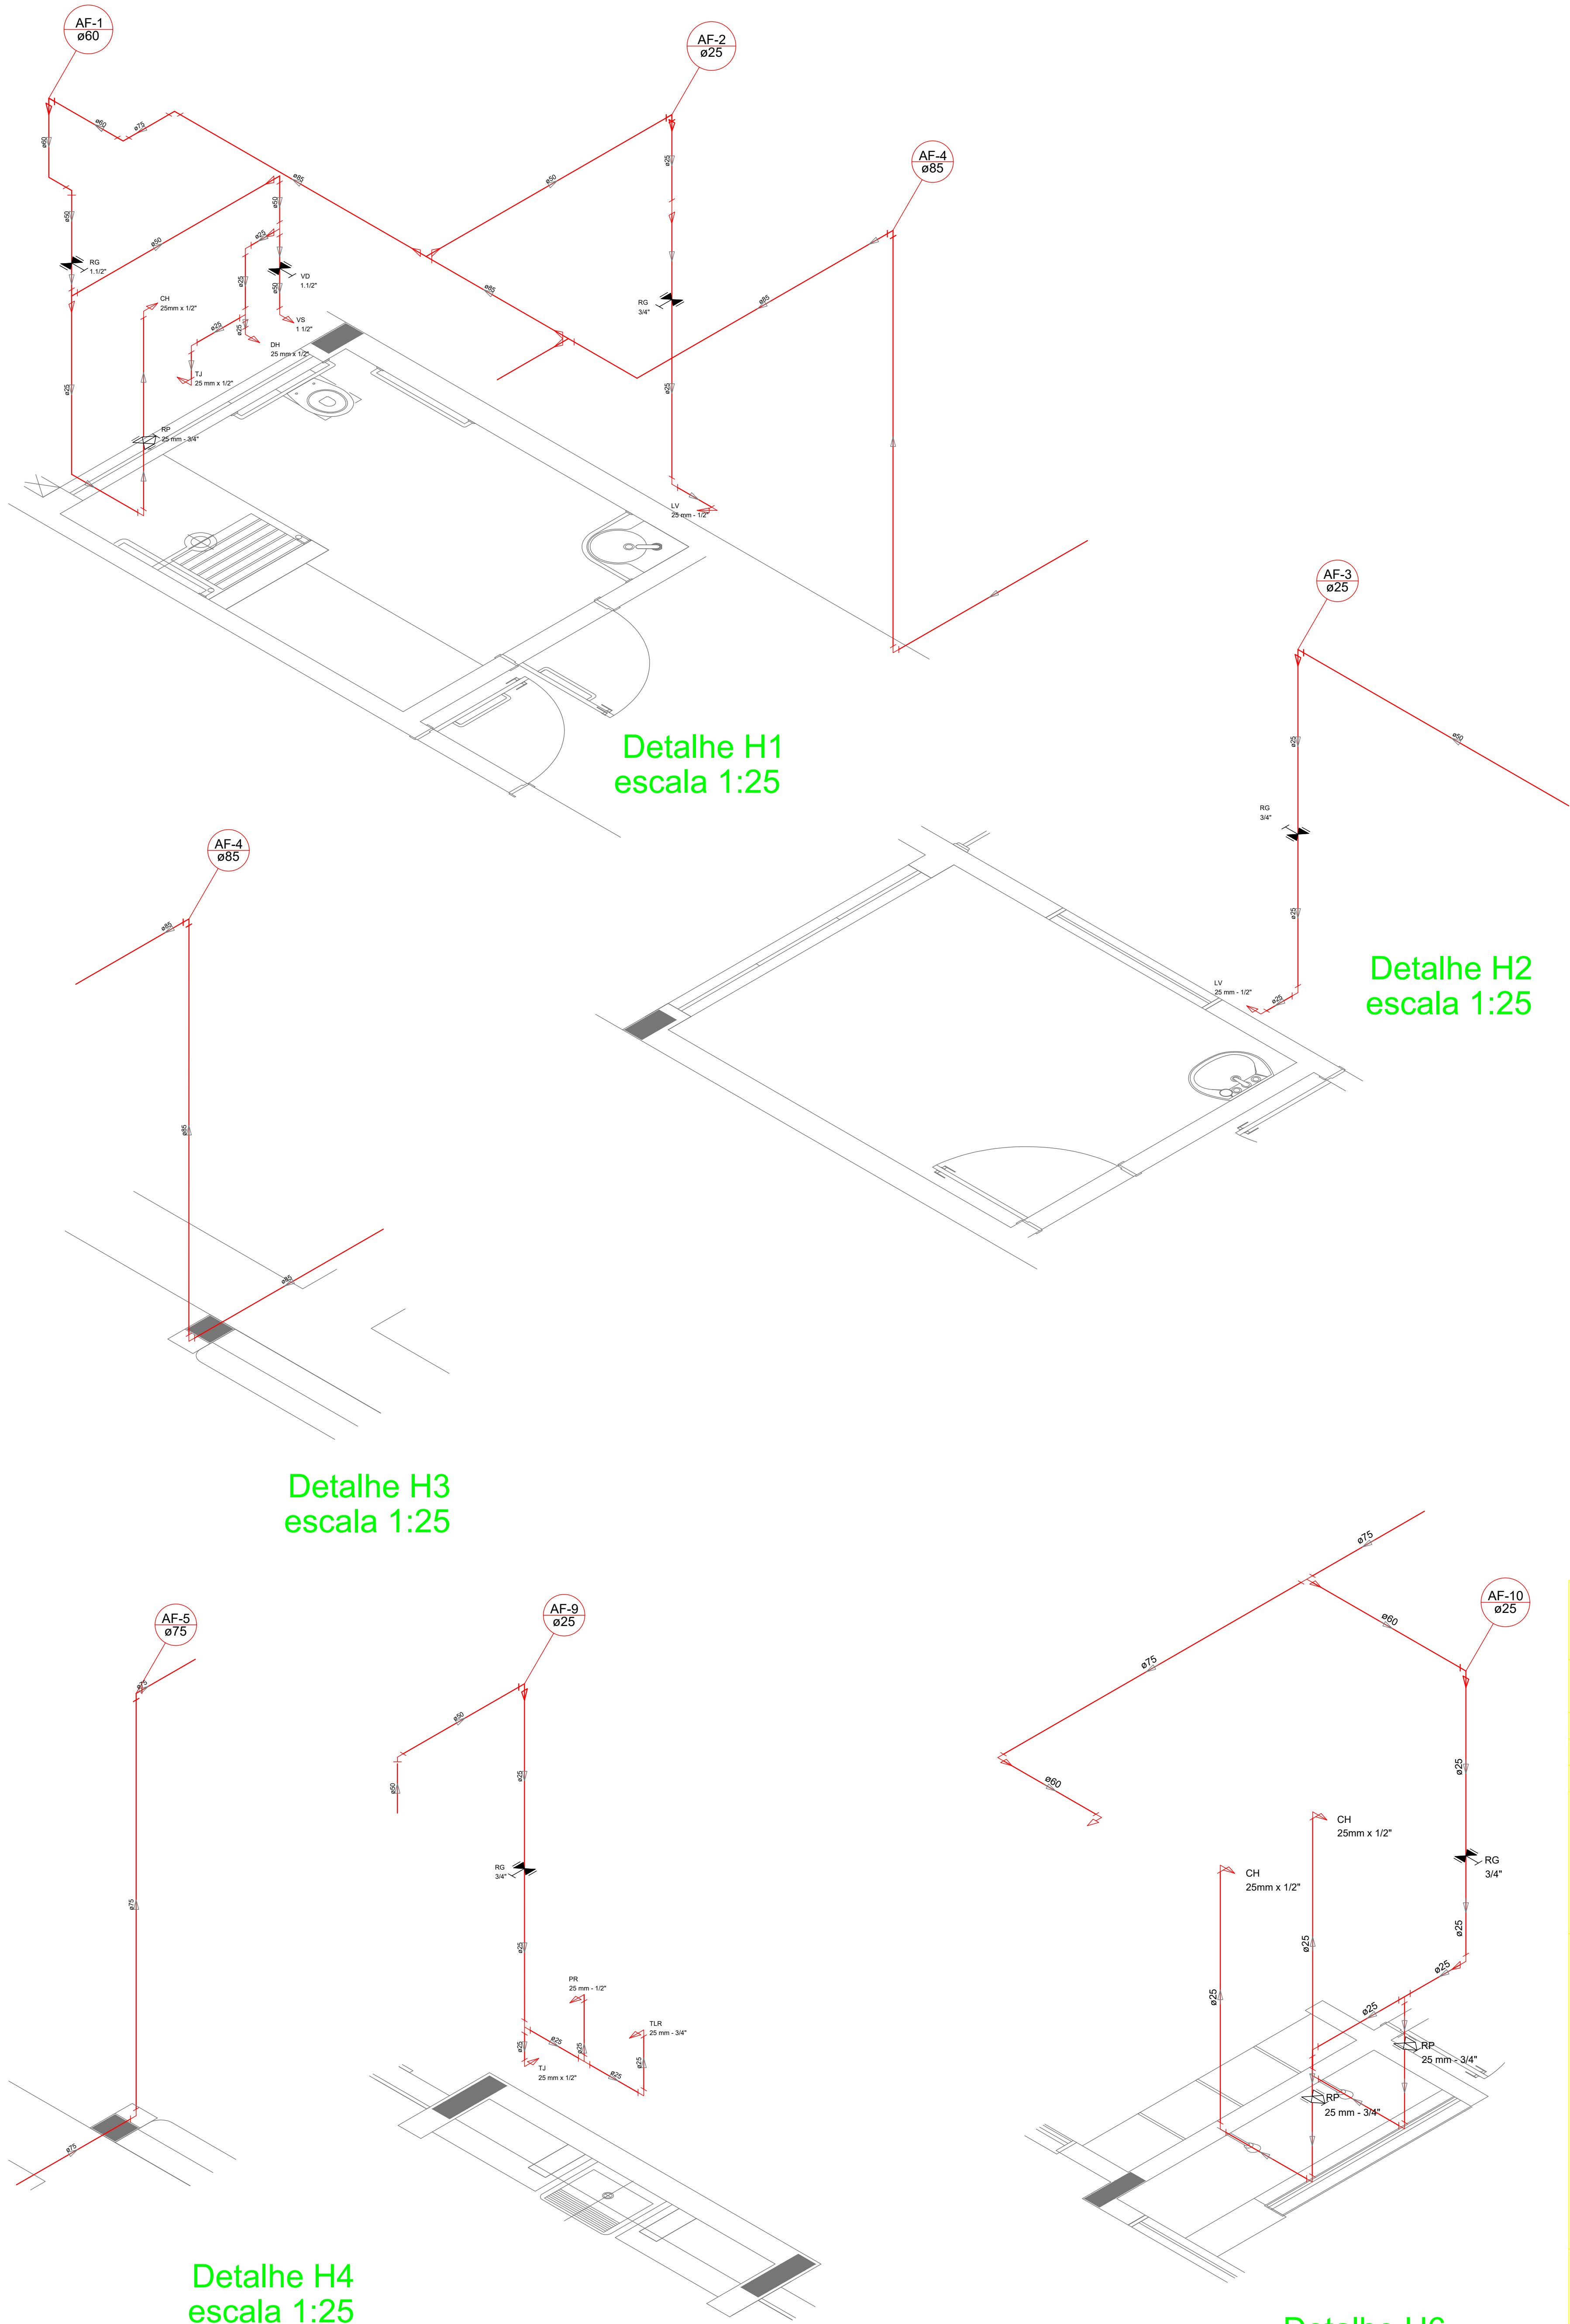 AF-1
ø60
AF-2
ø25
AF-4
ø85
ø60
ø75
ø60
ø85
ø50
ø25
ø50
ø50
ø50
ø25
RG
1.1/2"
VD
1.1/2"
ø25
ø50
ø85
RG
3/4"
ø85
CH
25mm x 1/2"
VS
1 1/2"
ø25
ø25
DH
25 mm x 1/2"
TJ
25 mm x 1/2"
ø25
ø25
RP
25 mm - 3/4"
LV
25 mm - 1/2"
Detalhe H1
escala 1:25
AF-3
ø25
ø25
ø50
RG
3/4"
ø25
LV
25 mm - 1/2"
ø25
Detalhe H2
escala 1:25
AF-4
ø85
ø85
ø85
ø85
Detalhe H3
escala 1:25
AF-5
ø75
ø75
ø75
ø75
Detalhe H4
escala 1:25
AF-9
ø25
ø50
ø50
ø25
RG
3/4"
ø25
PR
25 mm - 1/2"
TLR
25 mm - 3/4"
ø25
ø25
ø25
ø25
ø25
TJ
25 mm x 1/2"
ø75
AF-10
ø25
ø60
ø75
ø60
ø25
CH
25mm x 1/2"
CH
25mm x 1/2"
RG
3/4"
ø25
ø25
ø25
ø25
ø25
RP
25 mm - 3/4"
RP
25 mm - 3/4"
Detalhe H6